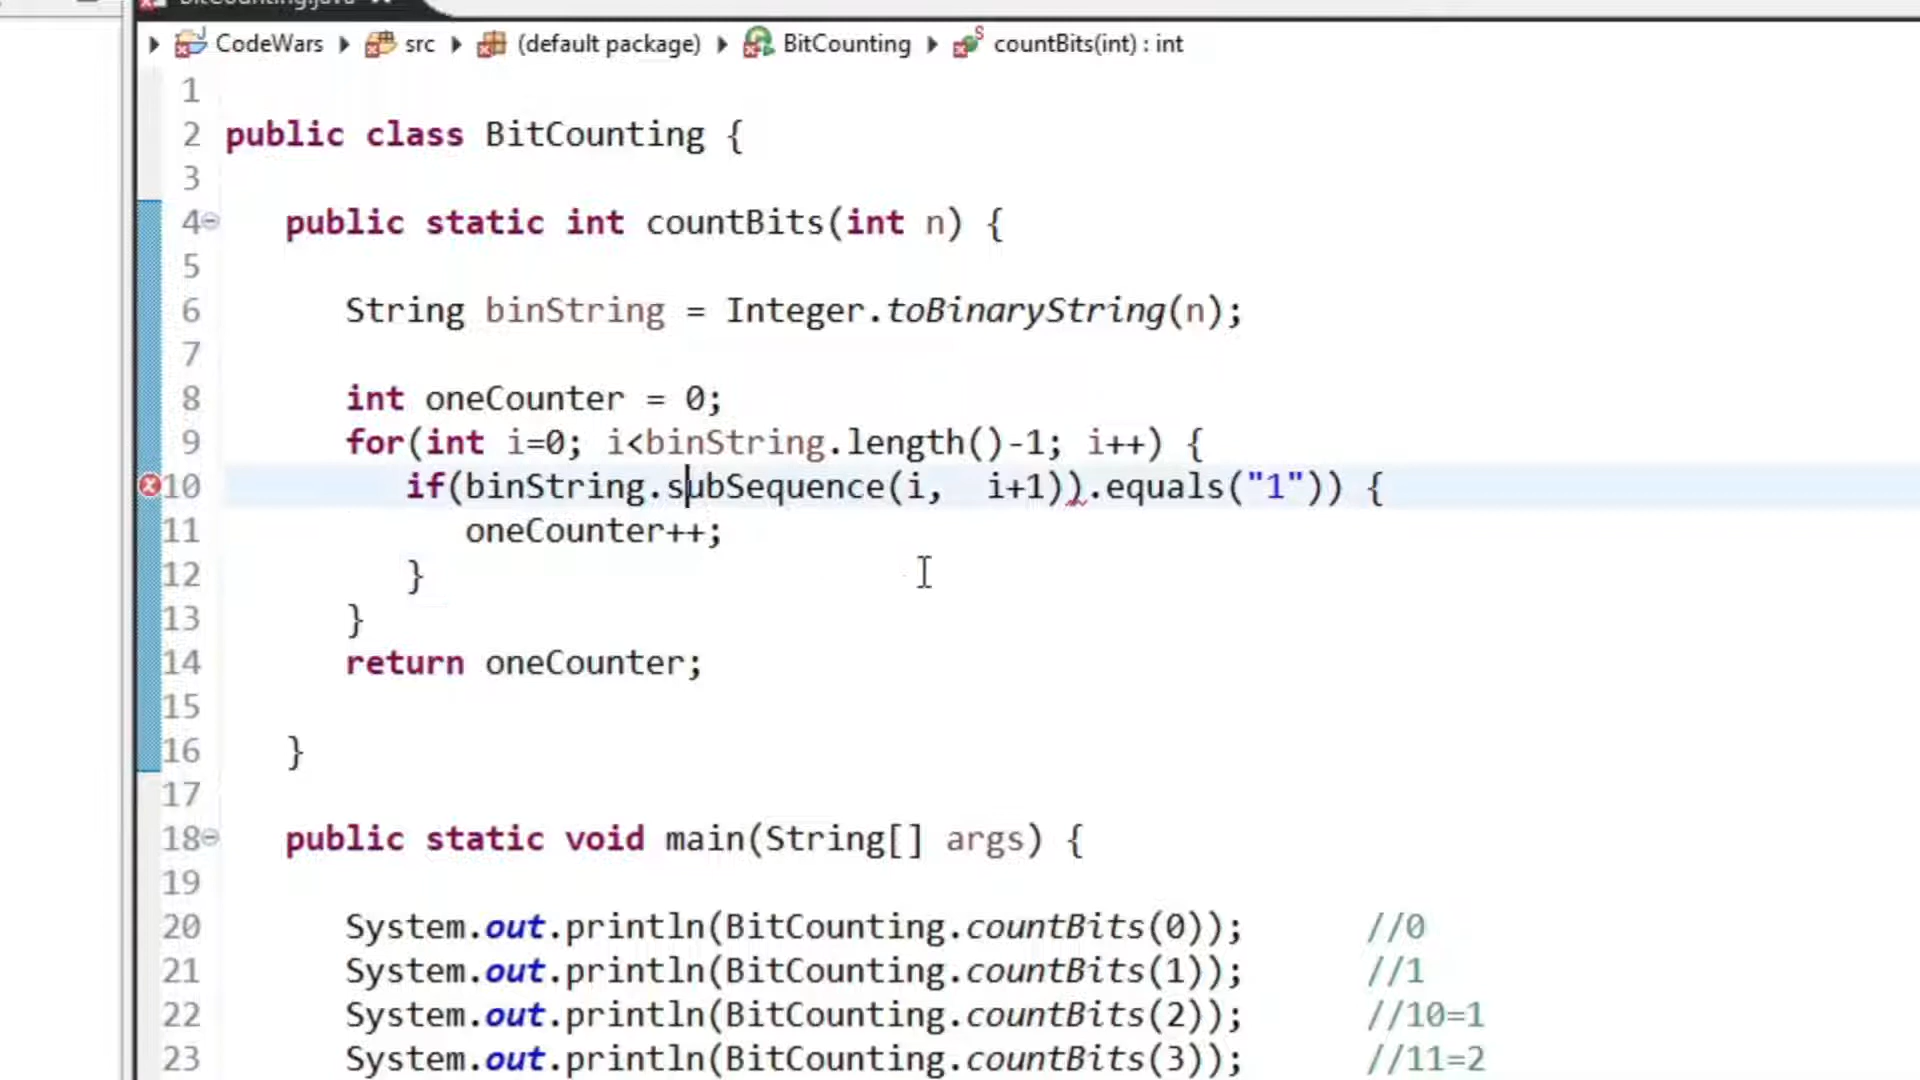 BitCounting.java
CodeWars src (default package) BitCounting countBits(int) : int
1
2 public class BitCounting {
3
4 public static int countBits(int n) {
5
6 String binString = Integer.toBinaryString(n);
7
8 int oneCounter = 0;
9 for(int i=0; i<binString.length()-1; i++) {
10 if(binString.subSequence(i,  i+1)).equals("1")) {
11 oneCounter++;
12 }
13 }
14 return oneCounter;
15
16 }
17
18 public static void main(String[] args) {
19
20 System.out.println(BitCounting.countBits(0)); //0
21 System.out.println(BitCounting.countBits(1)); //1
22 System.out.println(BitCounting.countBits(2)); //10=1
23 System.out.println(BitCounting.countBits(3)); //11=2